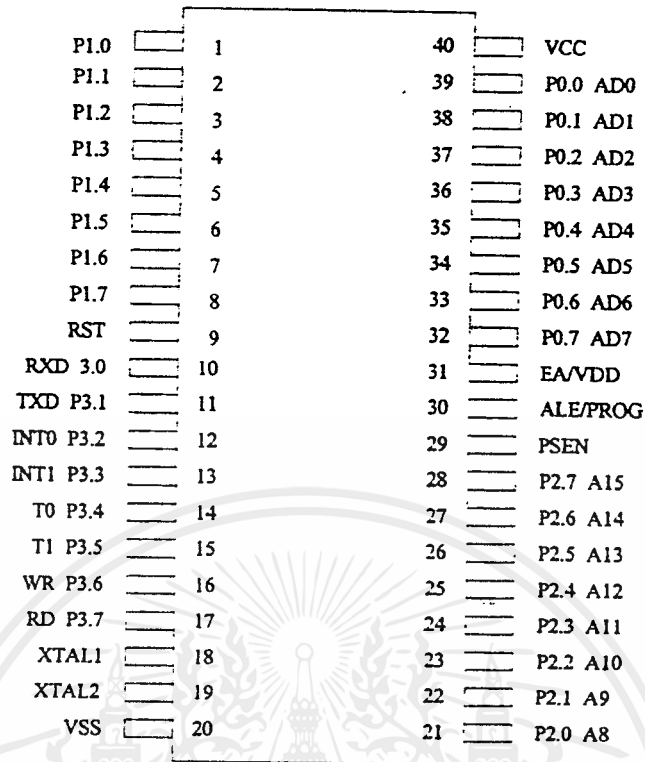 P1.0 1 40 VCC
P1.1 2 39 P0.0 AD0
P1.2 3 38 P0.1 AD1
P1.3 4 37 P0.2 AD2
P1.4 5 36 P0.3 AD3
P1.5 6 35 P0.4 AD4
P1.6 7 34 P0.5 AD5
P1.7 8 33 P0.6 AD6
RST 9 32 P0.7 AD7
RXD 3.0 10 31 EA/VDD
TXD P3.1 11 30 ALE/PROG
INT0 P3.2 12 29 PSEN
INT1 P3.3 13 28 P2.7 A15
T0 P3.4 14 27 P2.6 A14
T1 P3.5 15 26 P2.5 A13
WR P3.6 16 25 P2.4 A12
RD P3.7 17 24 P2.3 A11
XTAL1 18 23 P2.2 A10
XTAL2 19 22 P2.1 A9
VSS 20 21 P2.0 A8